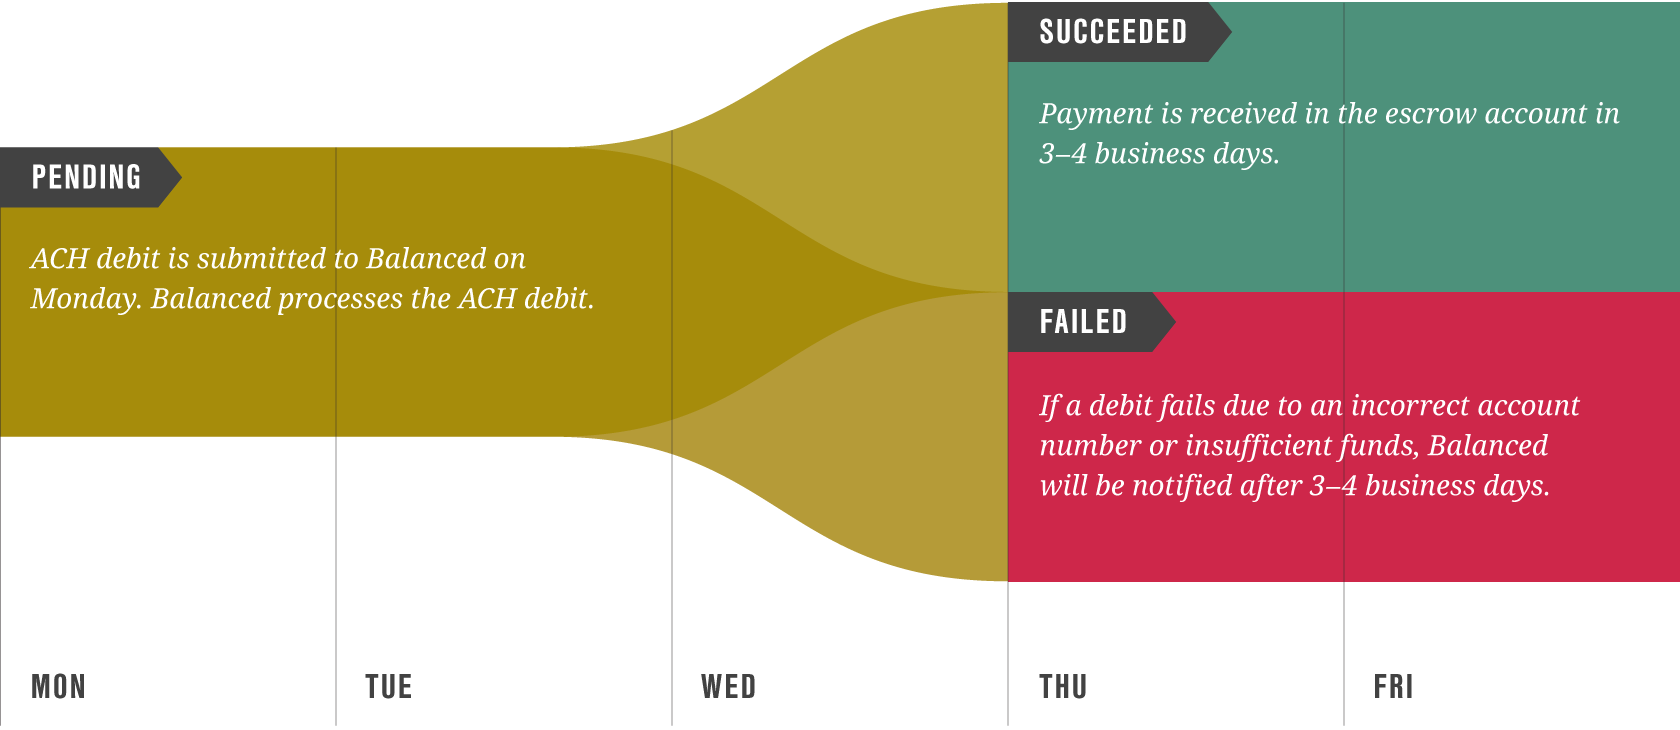 SUCCEEDED
Payment is received in the escrow account in
3–4 business days.
PENDING
ACH debit is submitted to Balanced on
Monday. Balanced processes the ACH debit.
FAILED
If a debit fails due to an incorrect account
number or insufficient funds, Balanced
will be notified after 3–4 business days.
MON TUE WED THU FRI